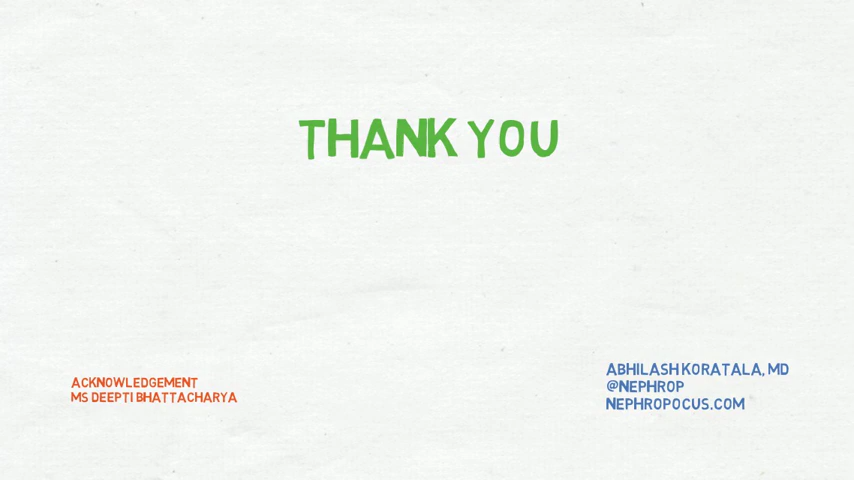 THANK YOU
ACKNOWLEDGEMENT
MS DEEPTI BHATTACHARYA
ABHILASH KORATALA, MD
@NEPHROP
NEPHROPOCUS.COM